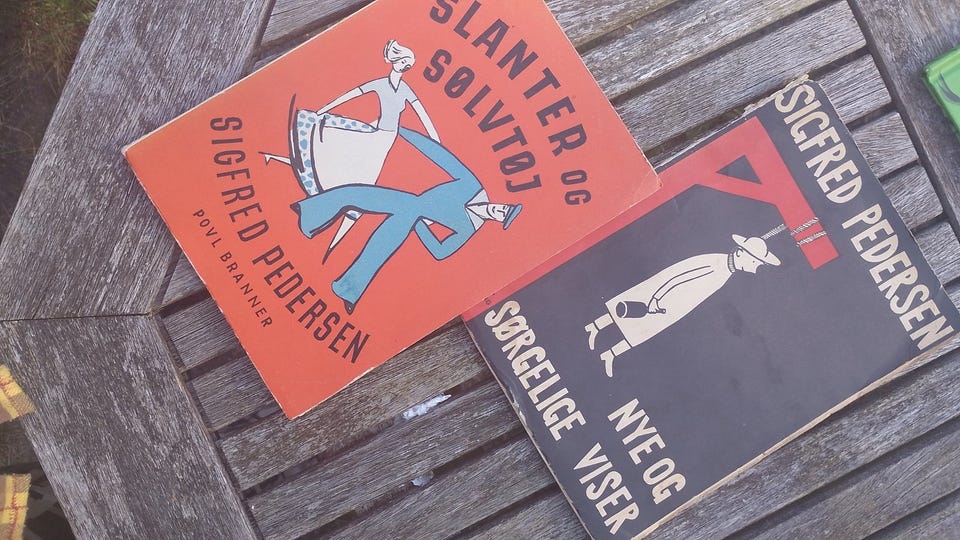 SLANTER OG
SØLVTØJ
SIGFRED PEDERSEN
POVL BRANNER
SIGFRED PEDERSEN
NYE OG
SØRGELIGE VISER